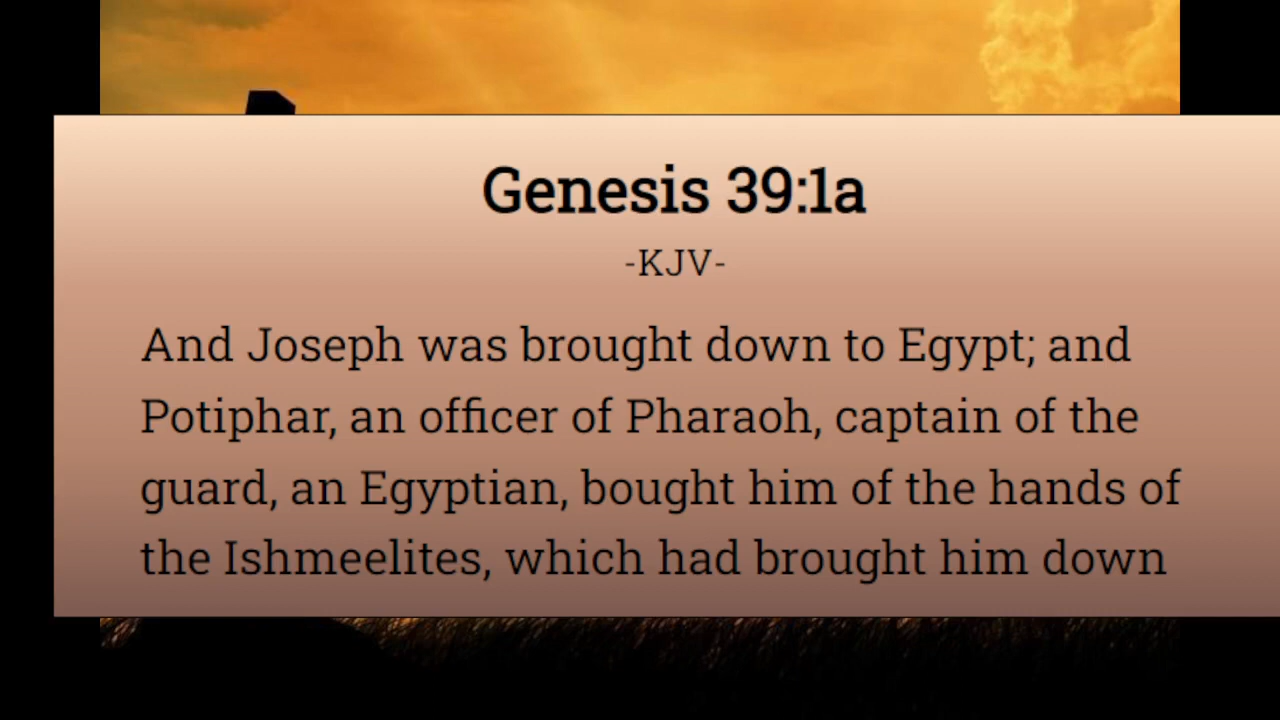 Genesis 39:1a
-KJV-
And Joseph was brought down to Egypt; and
Potiphar, an officer of Pharaoh, captain of the
guard, an Egyptian, bought him of the hands of
the Ishmeelites, which had brought him down